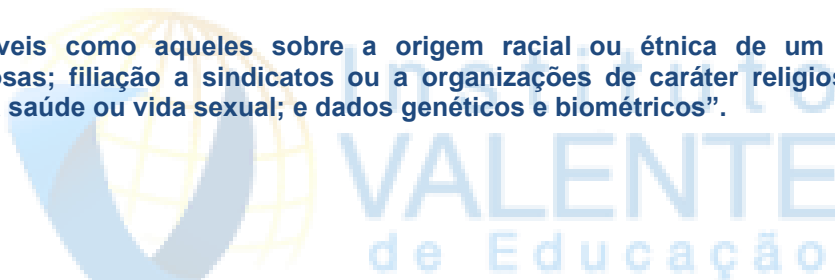 veis como aqueles sobre a origem racial ou étnica de um
osas; filiação a sindicatos ou a organizações de caráter religios
saúde ou vida sexual; e dados genéticos e biométricos”.
Instituto
VALENTE
de Educação